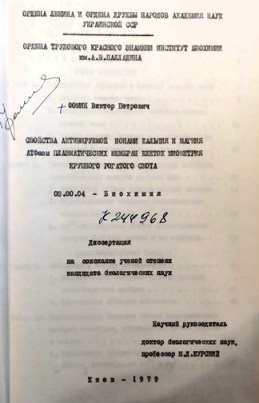 ОРДЕНА ЛЕНИНА И ОРДЕНА ДРУЖБЫ НАРОДОВ АКАДЕМИЯ НАУК
УКРАИНСКОЙ ССР
ОРДЕНА ТРУДОВОГО КРАСНОГО ЗНАМЕНИ ИНСТИТУТ БИОХИМИИ
им.А.В.ПАЛЛАДИНА
ФОМИН Виктор Петрович
СВОЙСТВА АКТИВИРУЕМОЙ ИОНАМИ КАЛЬЦИЯ И МАГНИЯ
АТФазы ПЛАЗМАТИЧЕСКИХ МЕМБРАН КЛЕТОК МИОМЕТРИЯ
КРУПНОГО РОГАТОГО СКОТА
03.00.04 - Биохимия
К 244968
Диссертация
на соискание ученой степени
кандидата биологических наук
Научный руководитель
доктор биологических наук,
профессор М.Д.КУРСКИЙ
Киев - 1979